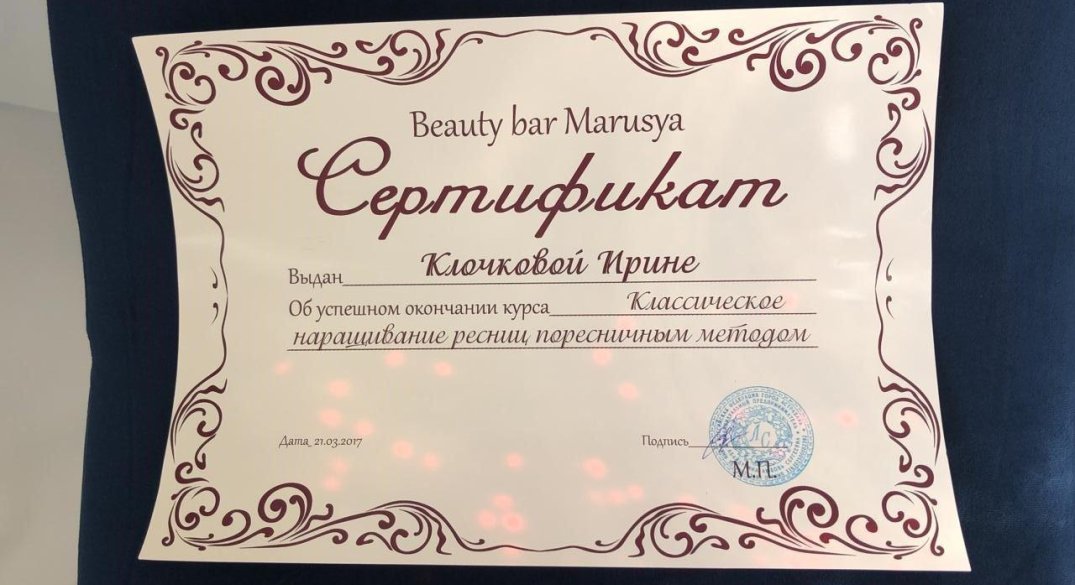 Beauty bar Marusya
Сертификат
Выдан Клочковой Ирине
Об успешном окончании курса Классическое
наращивание ресниц поресничным методом
Дата 21.03.2017
Подпись
М.П.